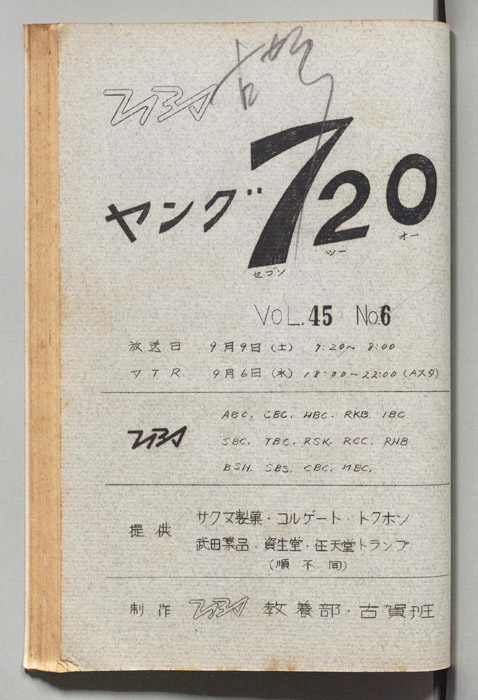 TBS
ヤング720
セブン ツー オー
VOL.45 No.6
放送日 9月9日(土) 7:20~8:00
VTR 9月6日(水) 18:00~22:00 (Aスタ)
TBS
ABC. CBC. HBC. RKB. IBC
SBC. TBC. RSK. RCC. RNB
BSN. SBS. CBC. MBC.
提供 サクマ製菓・コルゲート・トクホン
武田薬品・資生堂・任天堂トランプ
(順不同)
制作 TBS 教養部・古賀班